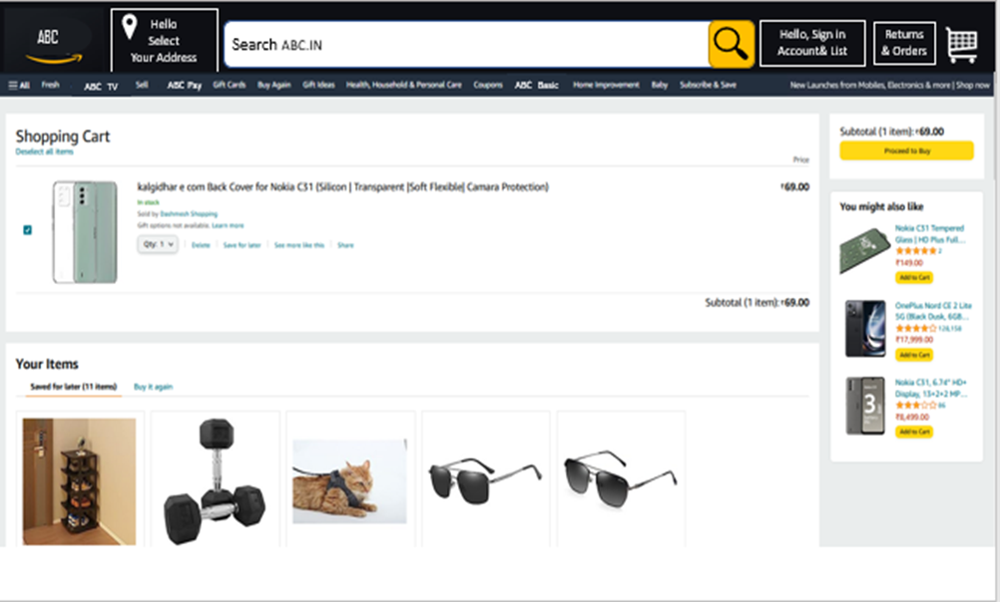 ABC
Hello
Select
Your Address
Search ABC.IN
Hello, Sign in
Account& List
Returns
& Orders
All Fresh ABC TV Sell ABC Pay Gift Cards Buy Again Gift Ideas Health, Household & Personal Care Coupons ABC Basic Home Improvement Baby Subscribe & Save New Launches from Mobiles, Electronics & more | Shop now
Shopping Cart
Deselect all items
Price
kalgidhar e com Back Cover for Nokia C31 (Silicon | Transparent |Soft Flexible| Camara Protection)
₹69.00
In stock
Sold by Dashmesh Shopping
Gift options not available. Learn more
Qty: 1 Delete Save for later See more like this Share
Subtotal (1 item): ₹69.00
Your Items
Saved for later (11 items) Buy it again
Subtotal (1 item): ₹69.00
Proceed to Buy
You might also like
Nokia C31 Tempered
Glass | HD Plus Full...
2
₹149.00
Add to Cart
OnePlus Nord CE 2 Lite
5G (Black Dusk, 6GB...
128,158
₹17,999.00
Add to Cart
Nokia C31, 6.74" HD+
Display, 13+2+2 MP...
86
₹8,499.00
Add to Cart
3